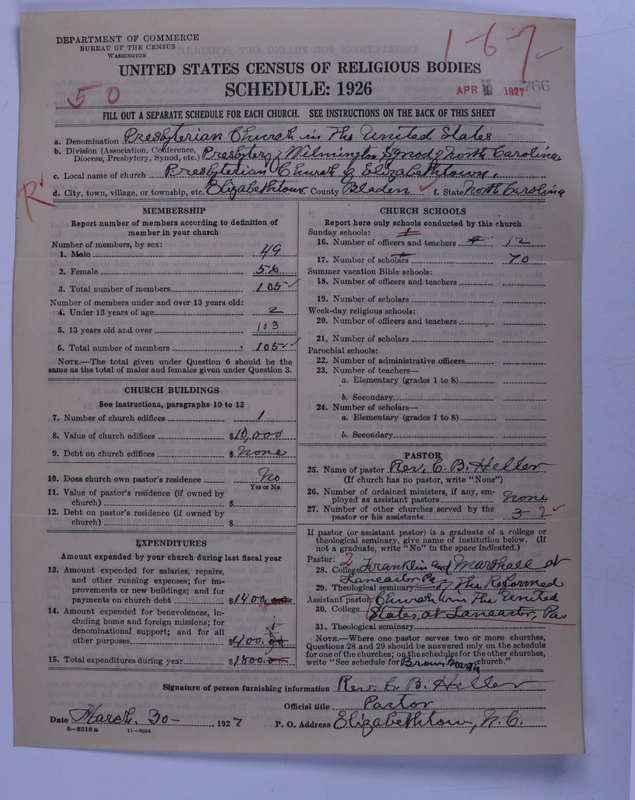 DEPARTMENT OF COMMERCE
BUREAU OF THE CENSUS
WASHINGTON
1-67
50
APR 1927
UNITED STATES CENSUS OF RELIGIOUS BODIES
SCHEDULE: 1926
FILL OUT A SEPARATE SCHEDULE FOR EACH CHURCH. SEE INSTRUCTIONS ON THE BACK OF THIS SHEET
a. Denomination Presbyterian Church in The United States
b. Division (Association, Conference, Diocese, Presbytery, Synod, etc.) Presbytery, Wilmington, Synod, North Carolina
c. Local name of church Presbyterian Church of Elizabethtown,
d. City, town, village, or township, etc. Elizabethtown County Bladen f. State North Carolina
R
MEMBERSHIP
Report number of members according to definition of
member in your church
Number of members, by sex:
1. Male 49
2. Female 56
3. Total number of members 105
Number of members under and over 13 years old:
4. Under 13 years of age 2
5. 13 years old and over 103
6. Total number of members 105
NOTE.—The total given under Question 6 should be
the same as the total of males and females given under Question 3.
CHURCH BUILDINGS
See instructions, paragraphs 10 to 12
7. Number of church edifices 1
8. Value of church edifices $10,000
9. Debt on church edifices $none
10. Does church own pastor's residence No
Yes or No
11. Value of pastor's residence (if owned by
church) $
12. Debt on pastor's residence (if owned by
church) $
EXPENDITURES
Amount expended by your church during last fiscal year
13. Amount expended for salaries, repairs,
and other running expenses; for im-
provements or new buildings; and for
payments on church debt $1400.00
14. Amount expended for benevolences, in-
cluding home and foreign missions; for
denominational support; and for all
other purposes $400.00
15. Total expenditures during year $1800.00
CHURCH SCHOOLS
Report here only schools conducted by this church
Sunday schools: 1
16. Number of officers and teachers 12
17. Number of scholars 70
Summer vacation Bible schools:
18. Number of officers and teachers
19. Number of scholars
Week-day religious schools:
20. Number of officers and teachers
21. Number of scholars
Parochial schools:
22. Number of administrative officers
23. Number of teachers—
a. Elementary (grades 1 to 8)
b. Secondary
24. Number of scholars—
a. Elementary (grades 1 to 8)
b. Secondary
PASTOR
25. Name of pastor Rev. C. B. Heller
(If church has no pastor, write "None")
26. Number of ordained ministers, if any, em-
ployed as assistant pastors none
27. Number of other churches served by the
pastor or his assistants 3 2
If pastor (or assistant pastor) is a graduate of a college or
theological seminary, give name of institution below. (If
not a graduate, write "No" in the space indicated.)
Pastor: 2
28. College Franklin and Marshall at
Lancaster Pa
29. Theological seminary of The Reformed
Assistant pastor: Church in The United
30. College States at Lancaster, Pa
31. Theological seminary
NOTE.—Where one pastor serves two or more churches,
Questions 28 and 29 should be answered only on the schedule
for one of the churches; on the schedules for the other churches,
write "See schedule for Brown Marsh church."
Signature of person furnishing information Rev. C. B. Heller
Official title Pastor
Date March 30 - , 1927 P. O. Address Elizabethtown, N.C.
8-5518a 11-9024